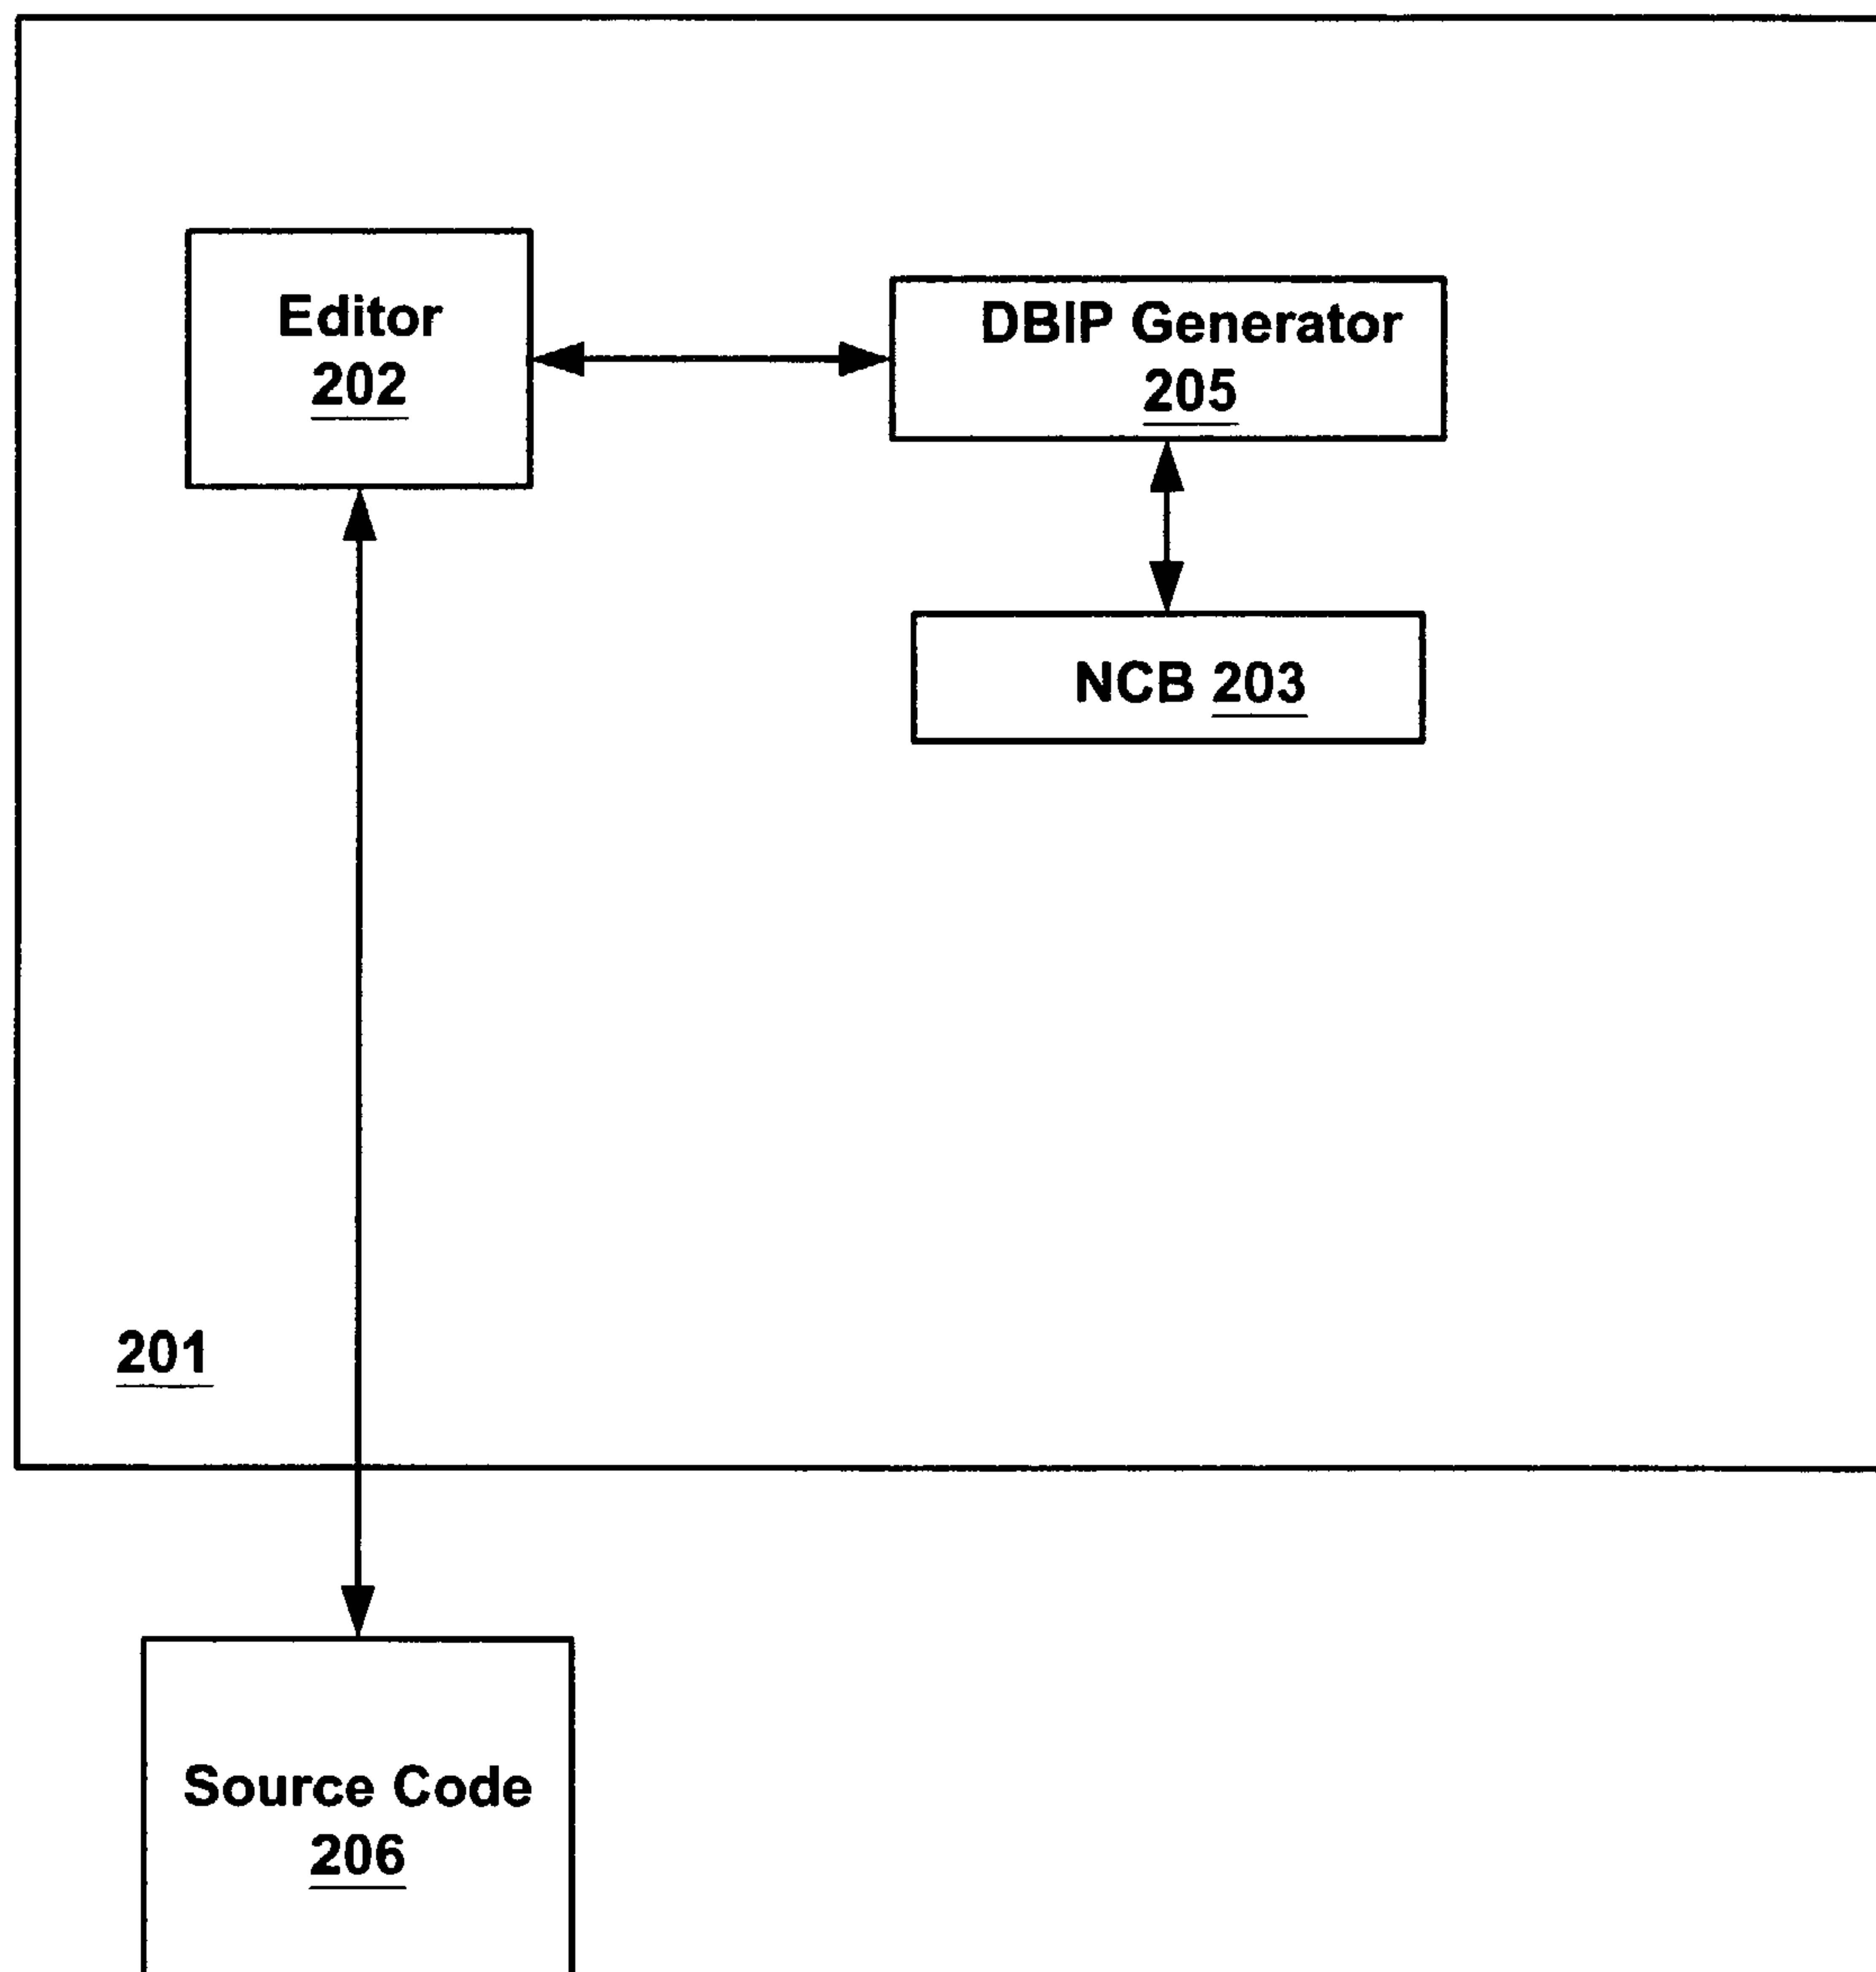 Editor
202
DBIP Generator
205
NCB 203
201
Source Code
206